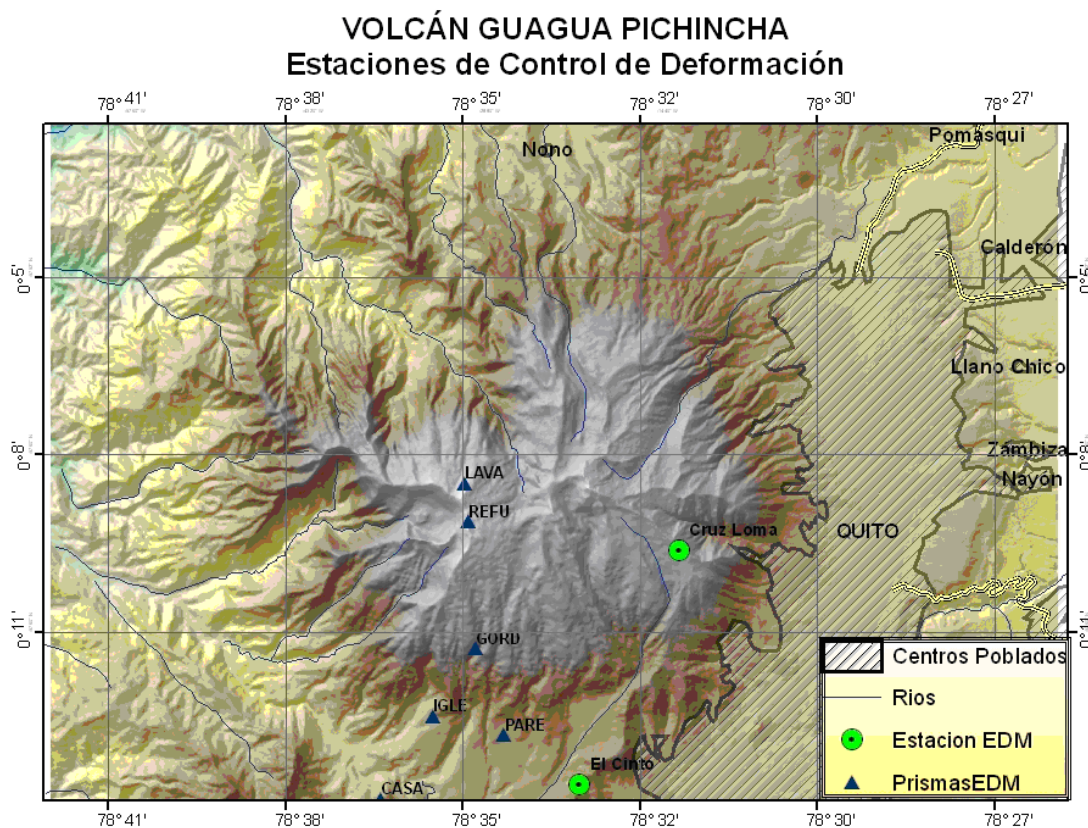 VOLCÁN GUAGUA PICHINCHA
Estaciones de Control de Deformación
78° 41' 78° 38' 78° 35' 78° 32' 78° 30' 78° 27'
Pomasqui
Nono
Calderón
0°5' 0°5'
Llano Chico
0°8' 0°8'
Zámbiza
LAVA
Nayón
REFU
Cruz Loma
QUITO
0°11' 0°11'
GORD
Centros Poblados
Rios
IGLE
PARE
Estacion EDM
El Cinto
PrismasEDM
CASA
78° 41' 78° 38' 78° 35' 78° 32' 78° 30' 78° 27'